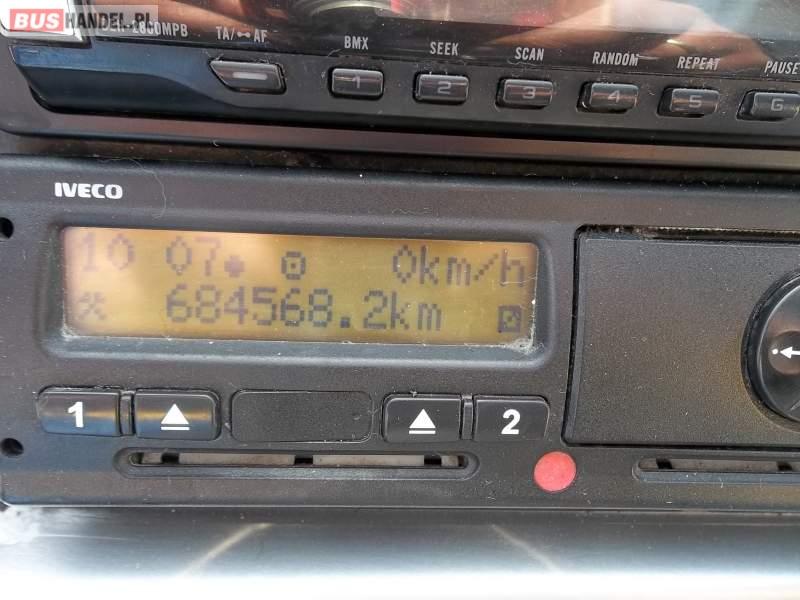 BUSHANDEL.PL
TA/ AF
BMX SEEK SCAN RANDOM REPEAT PAUSE
1 2 3 4 5 6
IVECO
10 07 0km/h
684568.2km
1 2